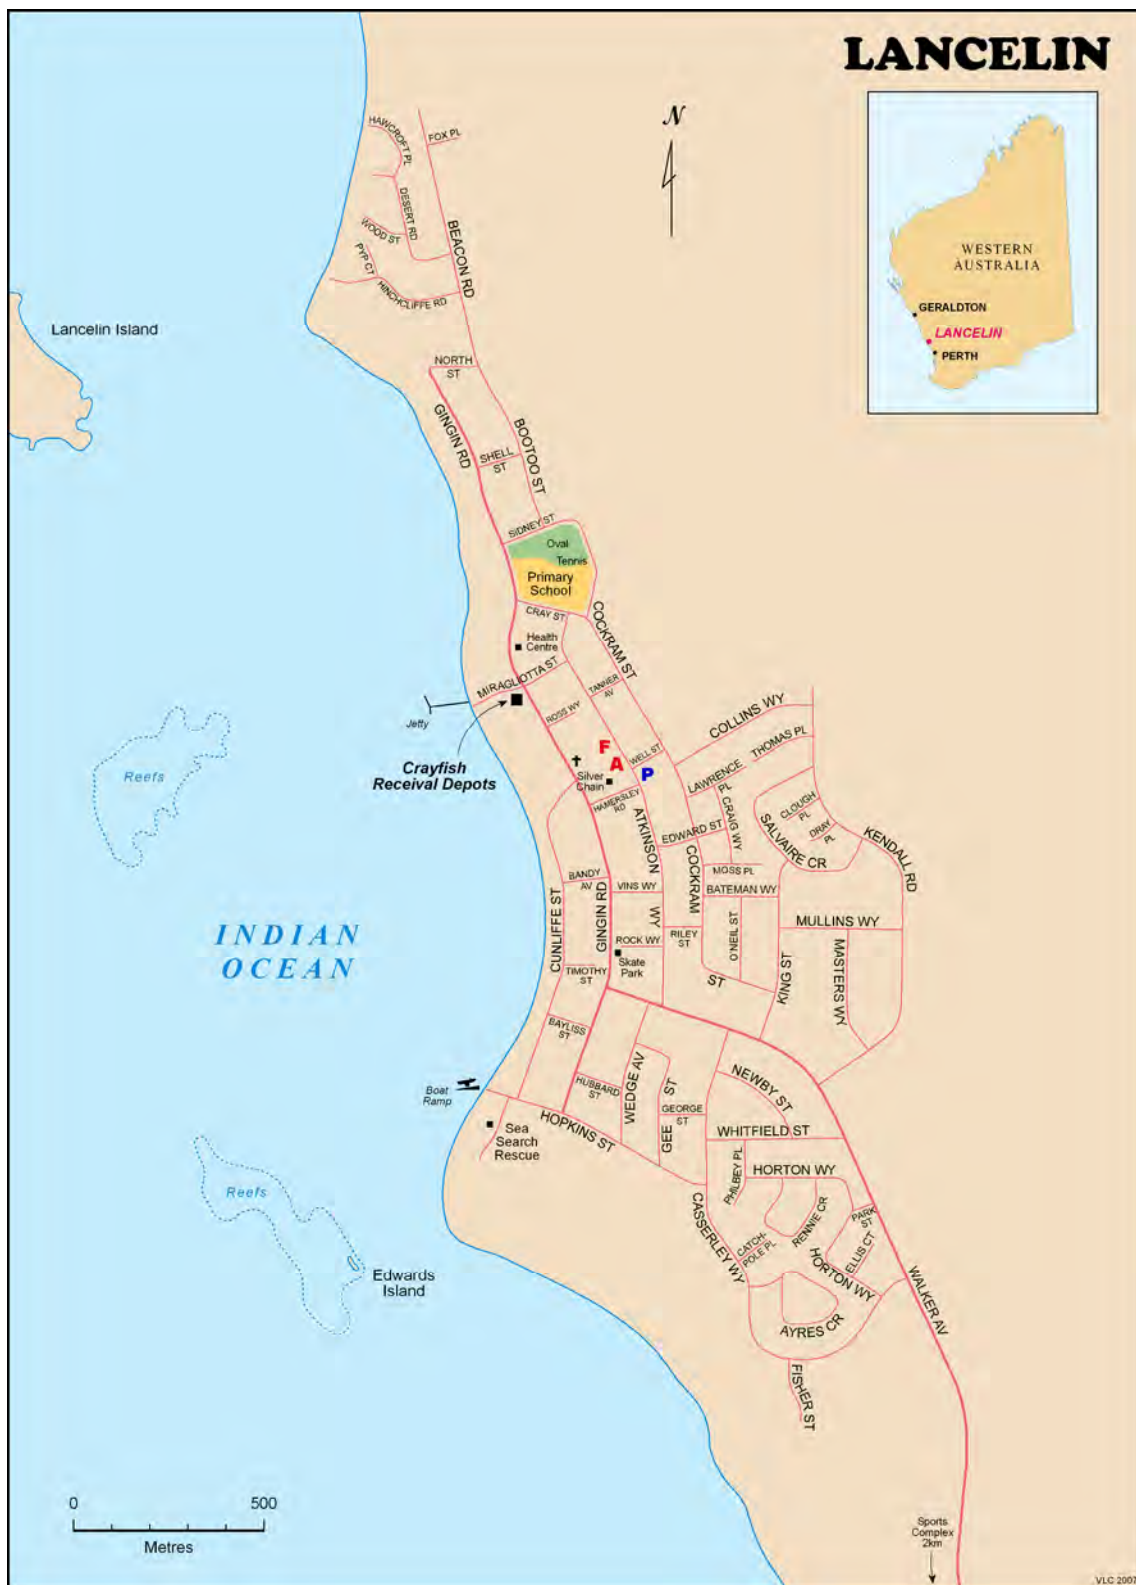 LANCELIN
N
WESTERN
AUSTRALIA
GERALDTON
LANCELIN
PERTH
HAWCROFT PL
FOX PL
DESERT RD
WOOD ST
BEACON RD
PYP CT
HINCHCLIFFE RD
Lancelin Island
NORTH
ST
GINGIN RD
BOOTOO ST
SHELL
ST
SIDNEY ST
Oval
Tennis
Primary
School
CRAY ST
COCKRAM ST
Health
Centre
MIRAGLIOTTA ST
TANNER
AV
Jetty
ROSS WY
COLLINS WY
THOMAS PL
F
A
P
WELL ST
Crayfish
Receival Depots
Silver
Chain
LAWRENCE
PL
HAMERSLEY
RD
ATKINSON
WY
EDWARD ST
CRAIG WY
CLOUGH
PL
DRAY
PL
SALVAIRE CR
KENDALL RD
COCKRAM
ST
MOSS PL
BANDY
AV
VINS WY
BATEMAN WY
CUNLIFFE ST
GINGIN RD
O'NEIL ST
MULLINS WY
RILEY
ST
ROCK WY
Skate
Park
KING ST
MASTERS WY
TIMOTHY
ST
Reefs
INDIAN
OCEAN
BAYLISS
ST
WEDGE AV
NEWBY ST
Boat
Ramp
HUBBARD
ST
GEE ST
GEORGE
ST
HOPKINS ST
WHITFIELD ST
Sea
Search
Rescue
PHILBEY PL
HORTON WY
Reefs
CASSERLEY WY
RENNIE CR
PARK
ST
CATCH-
POLE PL
ELLIS CT
HORTON WY
Edwards
Island
WALKER AV
AYRES CR
FISHER ST
0 500
Metres
Sports
Complex
2km
VLC 2007